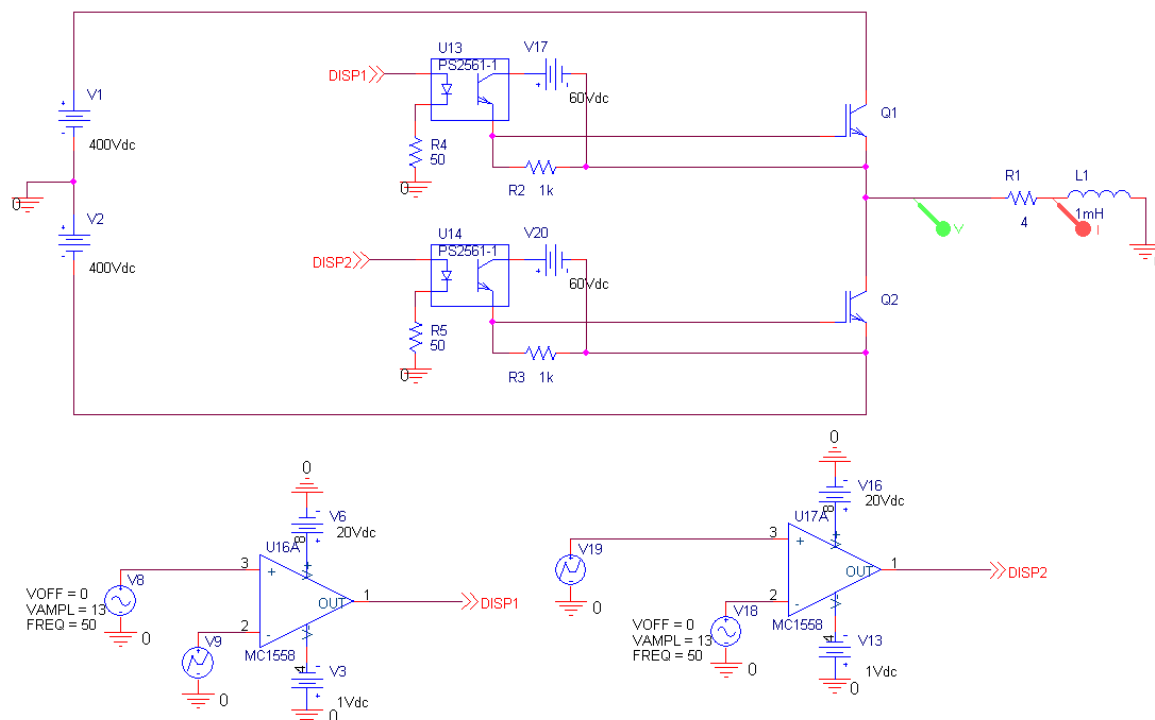 U13
PS2561-1
V17
DISP1
60Vdc
V1
400Vdc
R4
50
0
R2
1k
Q1
0
V2
400Vdc
R1
4
L1
1mH
V
I
U14
PS2561-1
V20
DISP2
60Vdc
R5
50
0
R3
1k
Q2
0
V6
20Vdc
8
U16A
3
+
V8
VOFF = 0
VAMPL = 13
FREQ = 50
0
OUT
1
DISP1
2
-
V9
0
MC1558
4
V3
1Vdc
0
0
V16
20Vdc
8
U17A
3
+
V19
0
OUT
1
DISP2
2
-
V18
VOFF = 0
VAMPL = 13
FREQ = 50
0
MC1558
4
V13
1Vdc
0